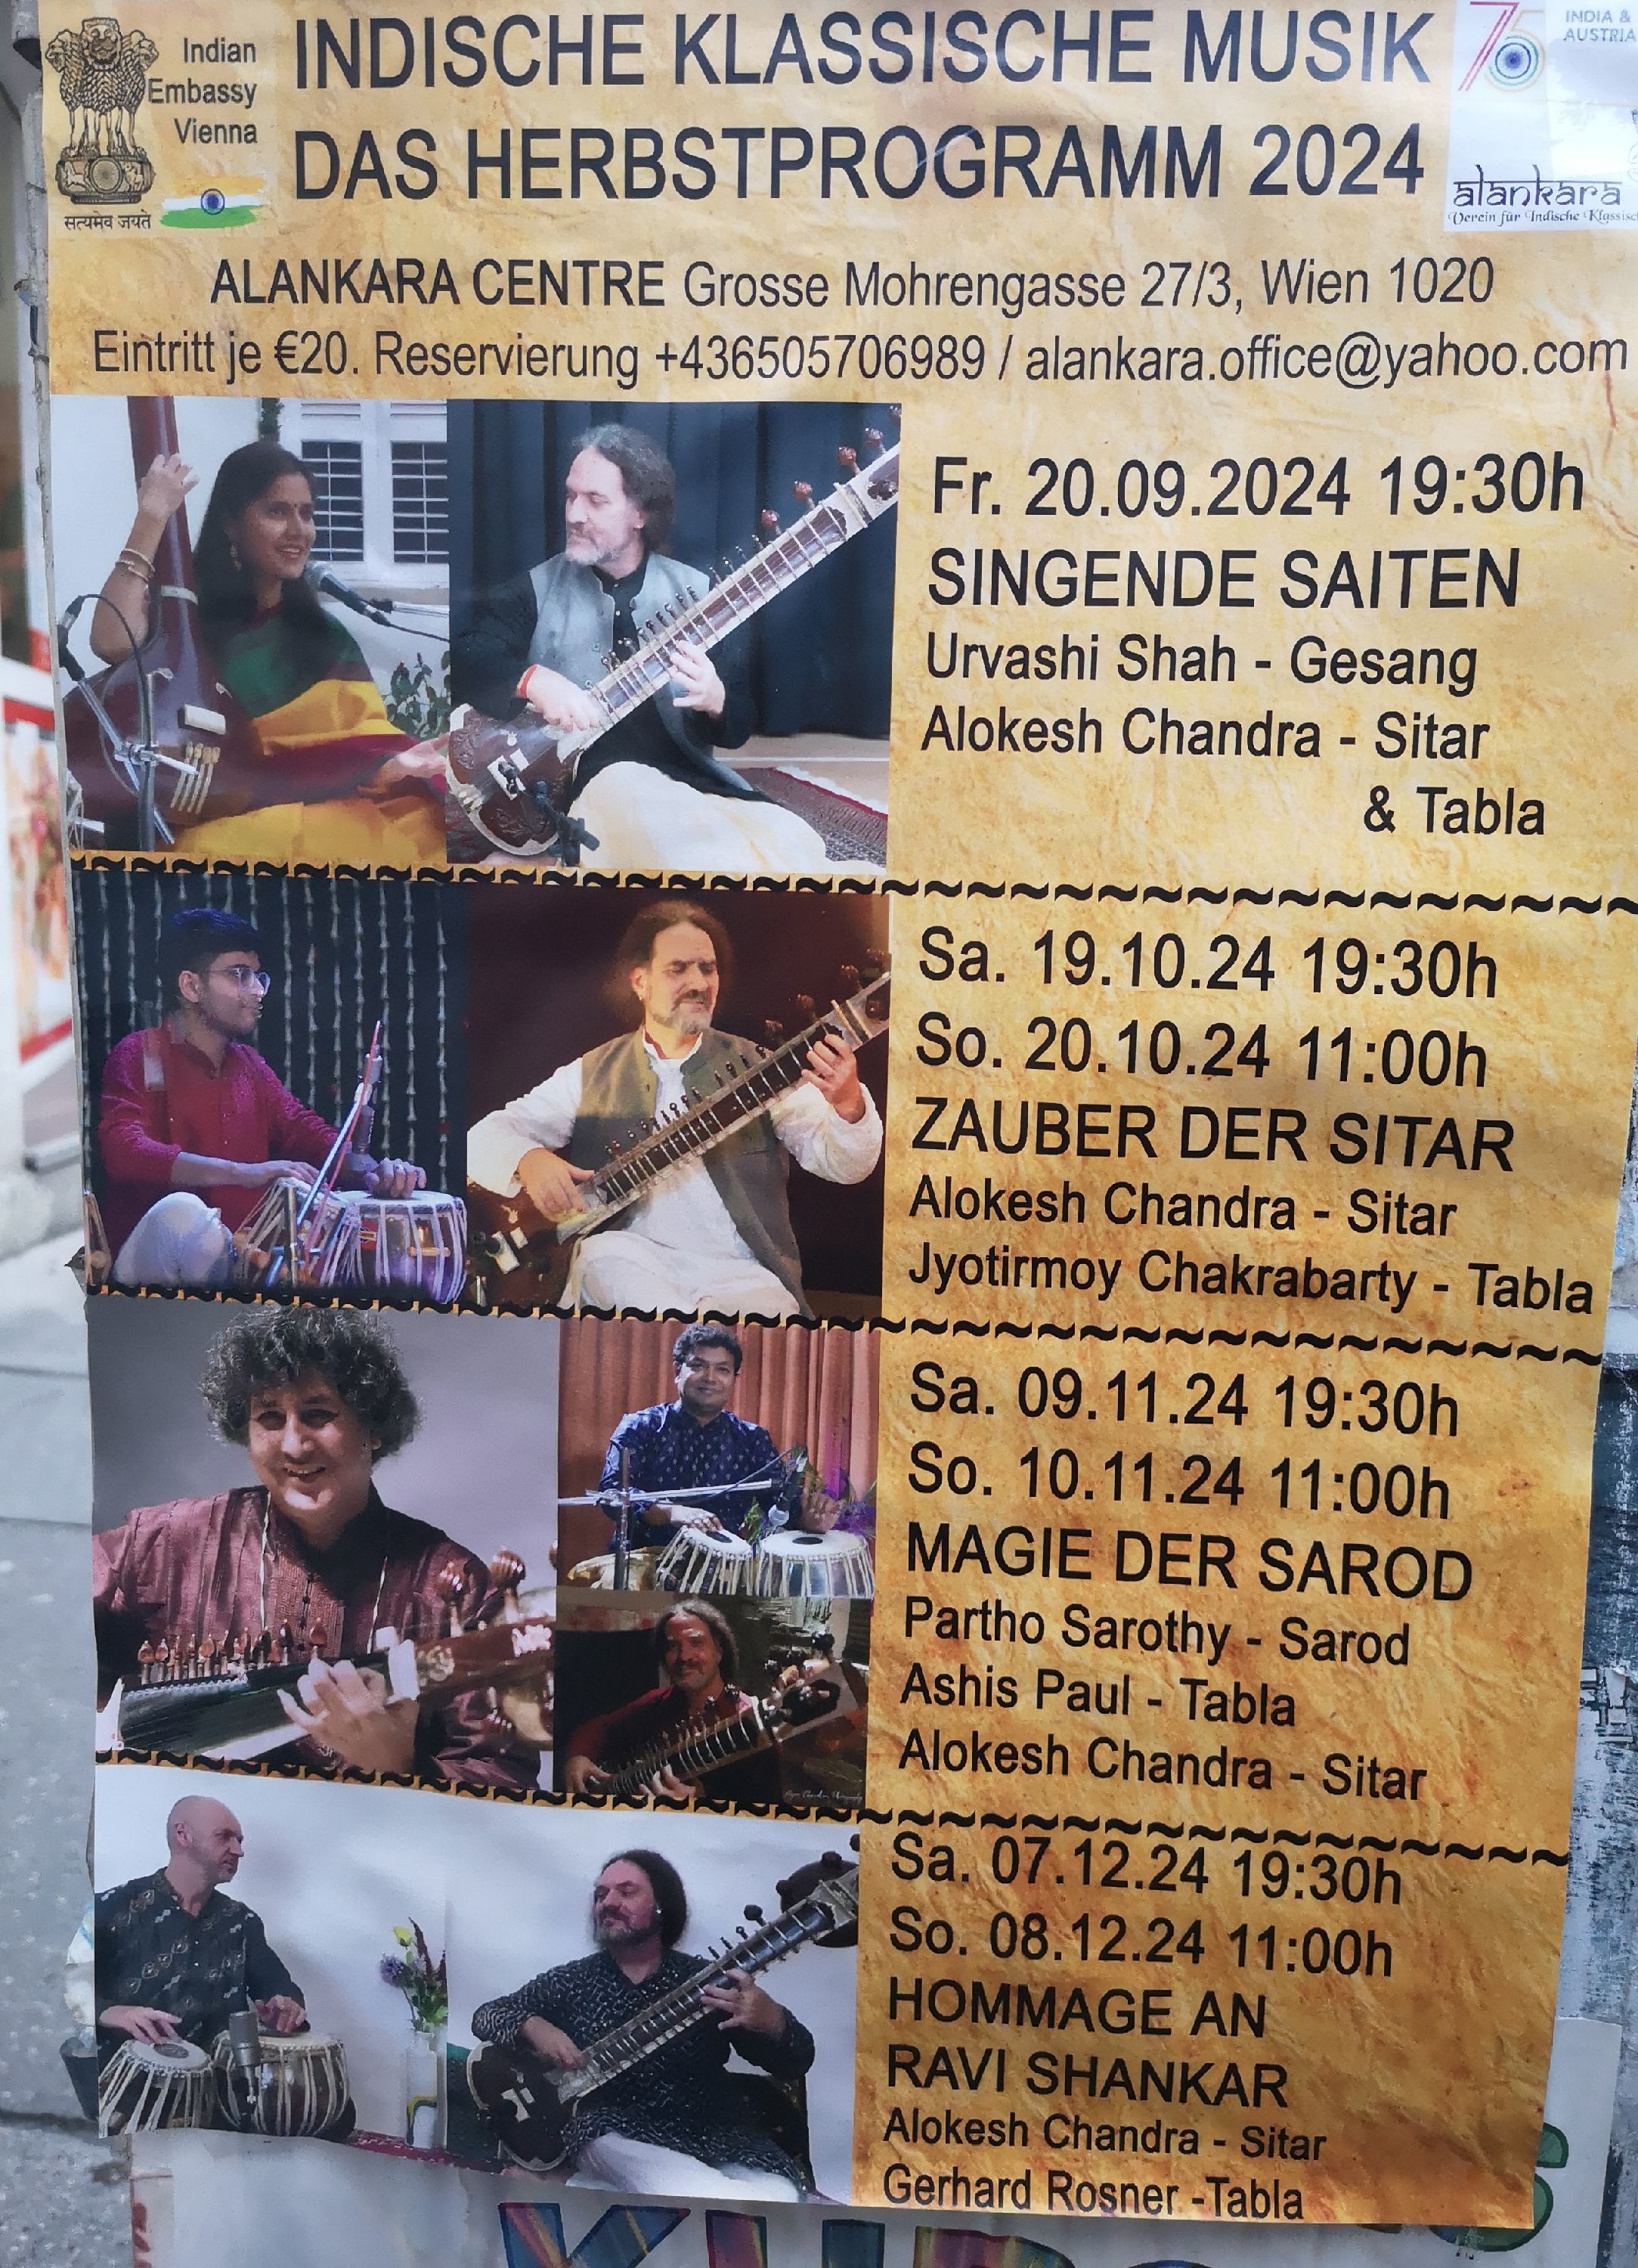 Indian
Embassy
Vienna
सत्यमेव जयते
INDISCHE KLASSISCHE MUSIK
DAS HERBSTPROGRAMM 2024
75
INDIA &
AUSTRIA
alankara
Verein für Indische
ALANKARA CENTRE Grosse Mohrengasse 27/3, Wien 1020
Eintritt je €20. Reservierung +436505706989 / alankara.office@yahoo.com
Fr. 20.09.2024 19:30h
SINGENDE SAITEN
Urvashi Shah - Gesang
Alokesh Chandra - Sitar
& Tabla
Sa. 19.10.24 19:30h
So. 20.10.24 11:00h
ZAUBER DER SITAR
Alokesh Chandra - Sitar
Jyotirmoy Chakrabarty - Tabla
Sa. 09.11.24 19:30h
So. 10.11.24 11:00h
MAGIE DER SAROD
Partho Sarothy - Sarod
Ashis Paul - Tabla
Alokesh Chandra - Sitar
Sa. 07.12.24 19:30h
So. 08.12.24 11:00h
HOMMAGE AN
RAVI SHANKAR
Alokesh Chandra - Sitar
Gerhard Rosner -Tabla